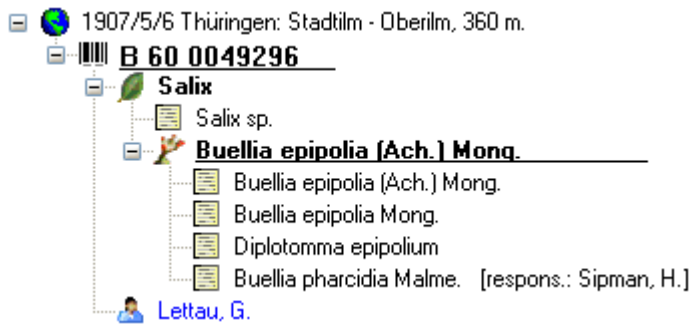 1907/5/6 Thüringen: Stadtilm - Oberilm, 360 m.
B 60 0049296
Salix
Salix sp.
Buellia epipolia (Ach.) Mong.
Buellia epipolia (Ach.) Mong.
Buellia epipolia Mong.
Diplotomma epipolium
Buellia pharcidia Malme. [respons.: Sipman, H.]
Lettau, G.